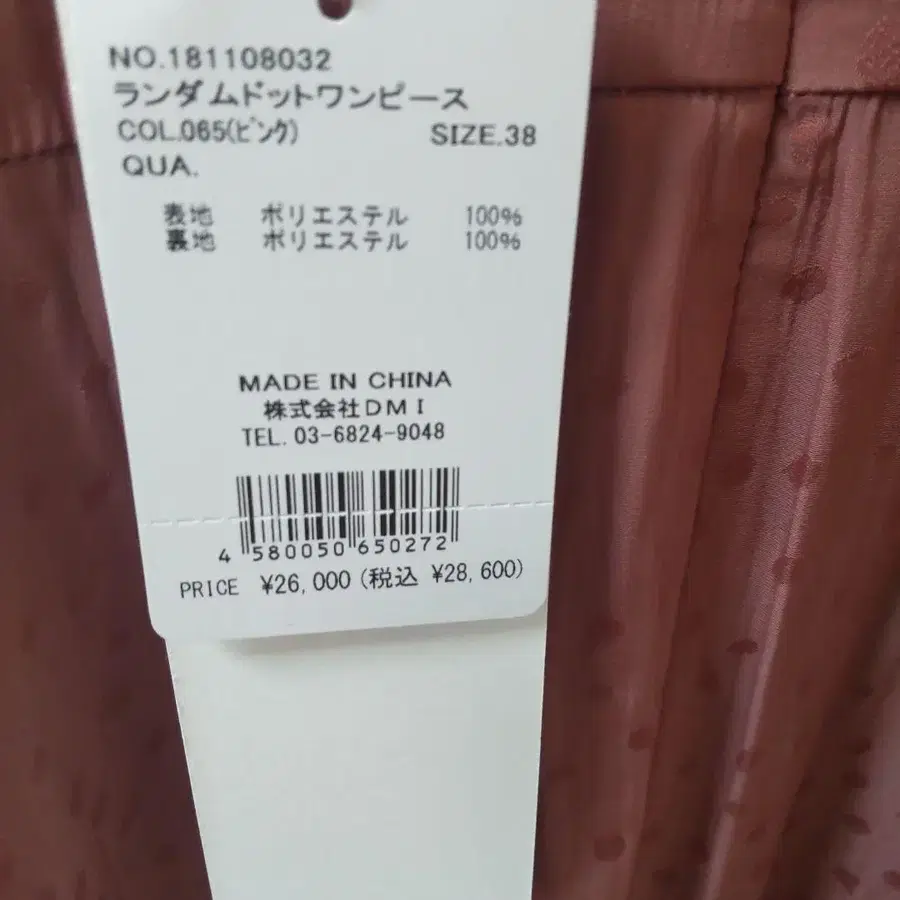 NO.181108032
ランダムドットワンピース
COL.065(ピンク) SIZE.38
QUA.
表地 ポリエステル 100%
裏地 ポリエステル 100%
MADE IN CHINA
株式会社DMI
TEL. 03-6824-9048
4 580050 650272
PRICE ¥26,000 (税込 ¥28,600)